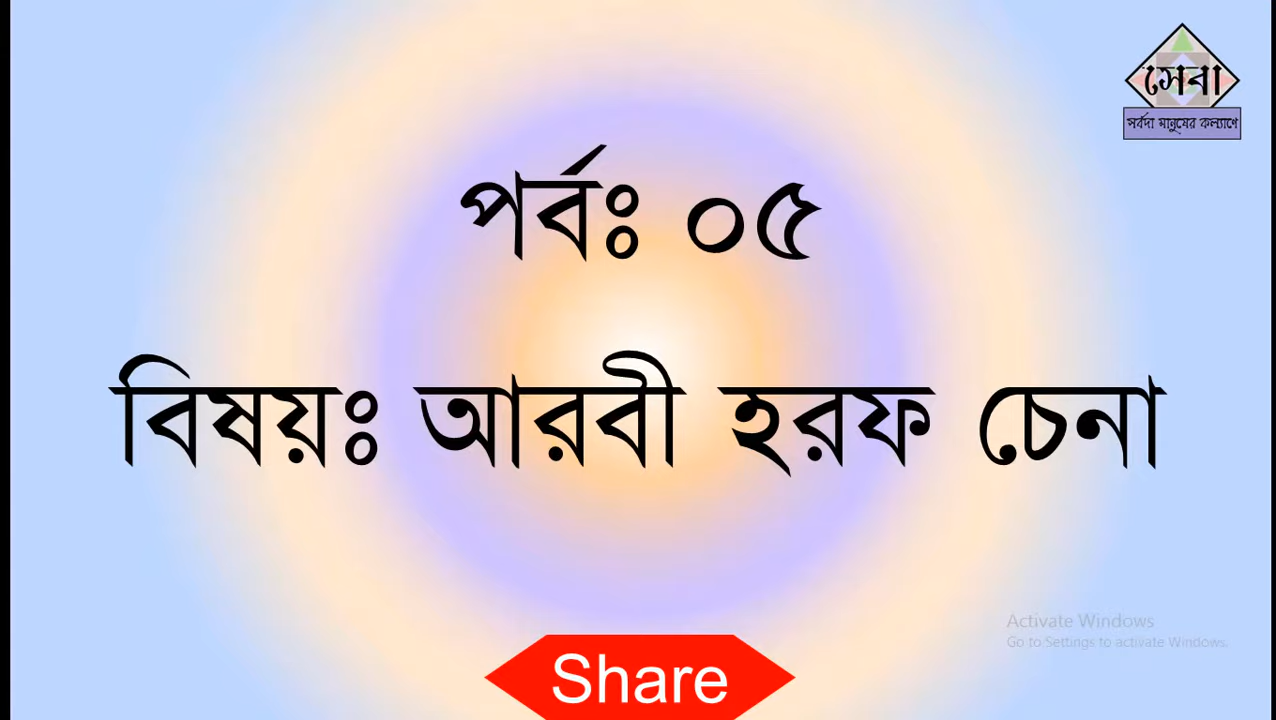 সেবা
সর্বদা মানুষের কল্যাণে
পর্বঃ ০৫
বিষয়ঃ আরবী হরফ চেনা
Activate Windows
Go to Settings to activate Windows.
Share